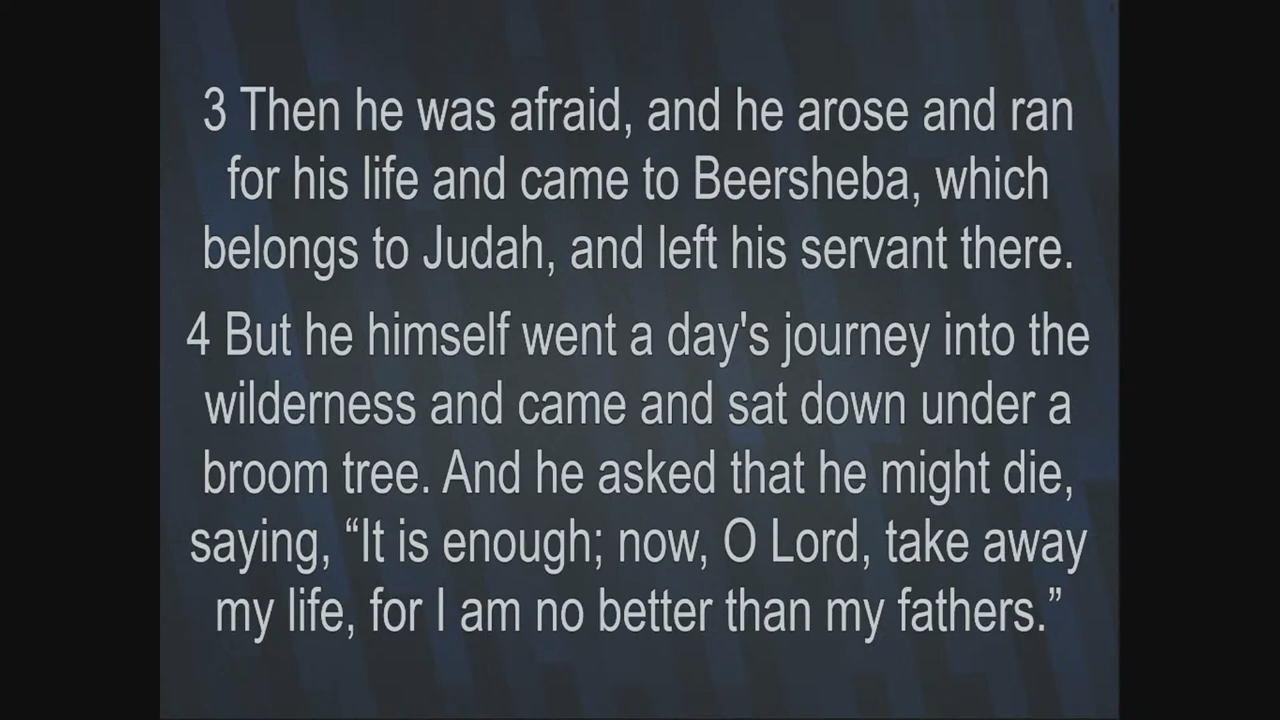 3 Then he was afraid, and he arose and ran
for his life and came to Beersheba, which
belongs to Judah, and left his servant there.
4 But he himself went a day's journey into the
wilderness and came and sat down under a
broom tree. And he asked that he might die,
saying, “It is enough; now, O Lord, take away
my life, for I am no better than my fathers.”